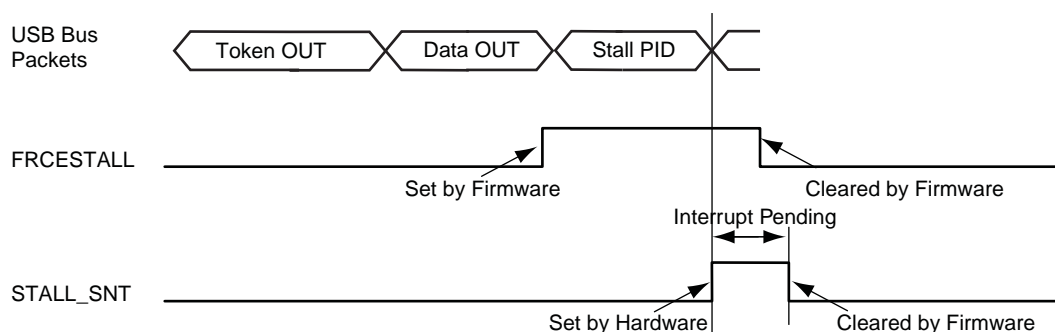 USB Bus
Packets
Token OUT
Data OUT
Stall PID
FRCESTALL
Set by Firmware
Cleared by Firmware
Interrupt Pending
STALL_SNT
Set by Hardware
Cleared by Firmware